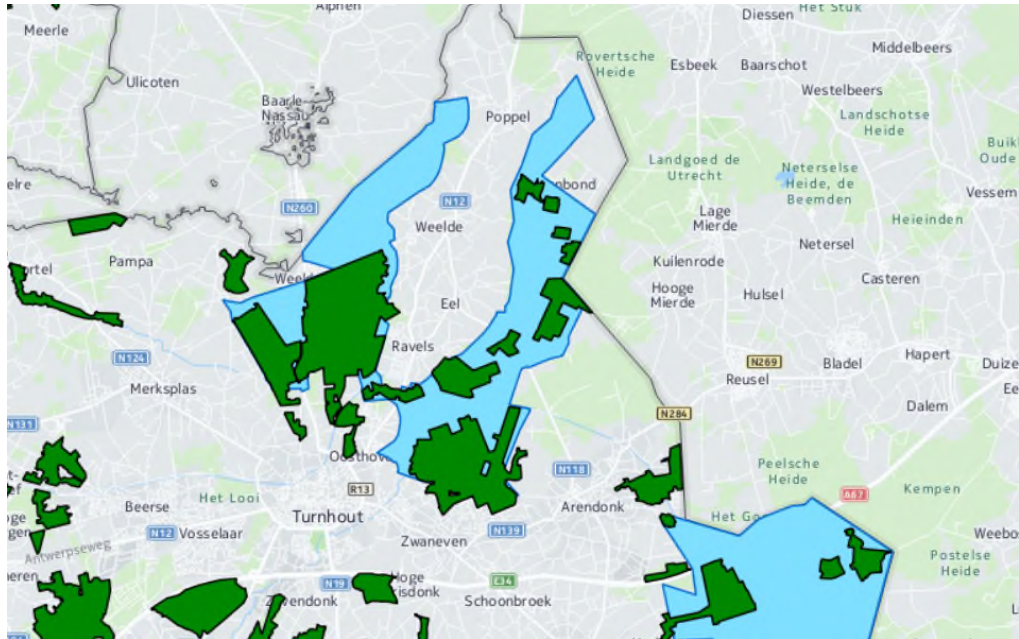 Alphen
Het Stuk
Diessen
Meerle
Middelbeers
Rovertsche
Heide
Esbeek
Baarschot
Ulicoten
Westelbeers
Baarle-
Nassau
Poppel
Landschotse
Heide
Landgoed de
Utrecht
Neterselse
Heide, de
Beemden
N260
N12
Vessem
Lage
Mierde
Heieinden
Weelde
Netersel
Pampa
Kuilenrode
Casteren
Hooge
Mierde
Hulsel
Eel
Ravels
N124
N269
Bladel
Hapert
Merksplas
Reusel
Dalem
N284
N131
Peelsche
Heide
N118
A67
R13
Kempen
Het Looi
Beerse
Arendonk
Turnhout
N12
Vosselaar
N139
Zwaneven
Antwerpseweg
Postelse
Heide
N19
Hoge
E34
Schoonbroek